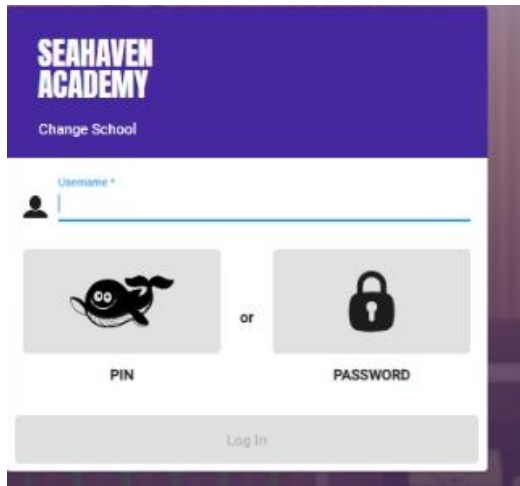 SEAHAVEN
ACADEMY
Change School
Username *
or
PIN
PASSWORD
Log In